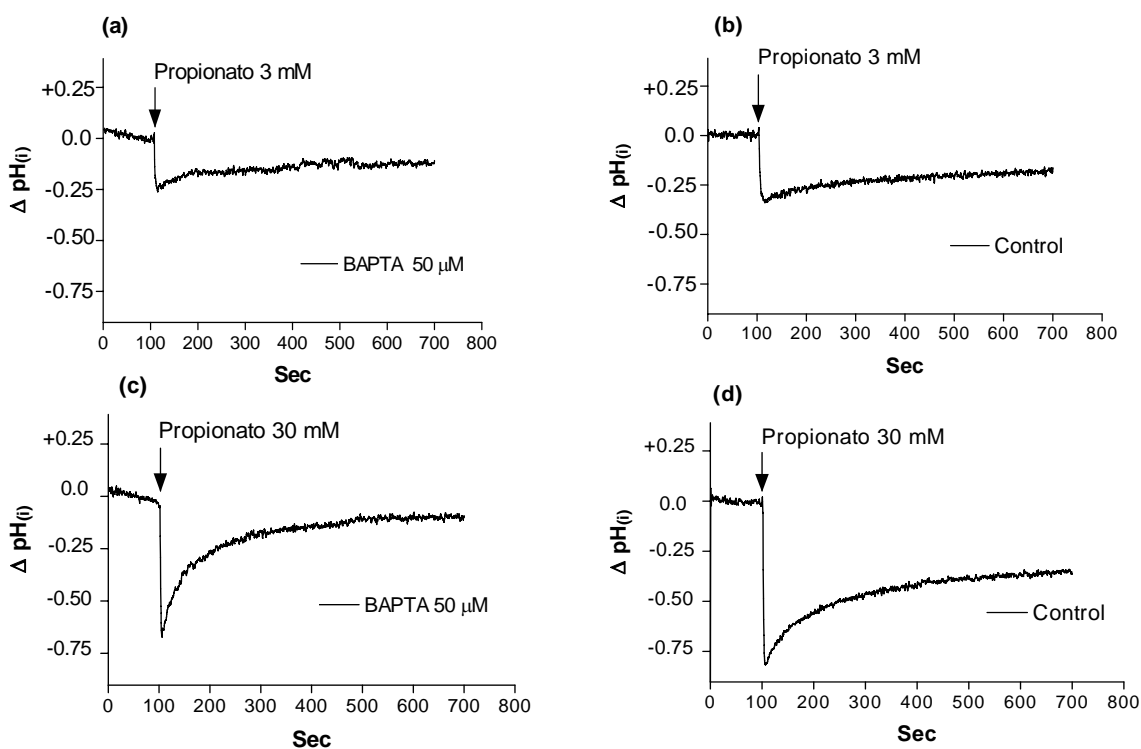 (a)
Propionato 3 mM
+0.25
0.0
-0.25
-0.50
-0.75
Δ pH(i)
BAPTA 50 μM
0 100 200 300 400 500 600 700 800
Sec
(b)
Propionato 3 mM
+0.25
0.0
-0.25
-0.50
-0.75
Δ pH(i)
Control
0 100 200 300 400 500 600 700 800
Sec
(c)
Propionato 30 mM
+0.25
0.0
-0.25
-0.50
-0.75
Δ pH(i)
BAPTA 50 μM
0 100 200 300 400 500 600 700 800
Sec
(d)
Propionato 30 mM
+0.25
0.0
-0.25
-0.50
-0.75
Δ pH(i)
Control
0 100 200 300 400 500 600 700 800
Sec